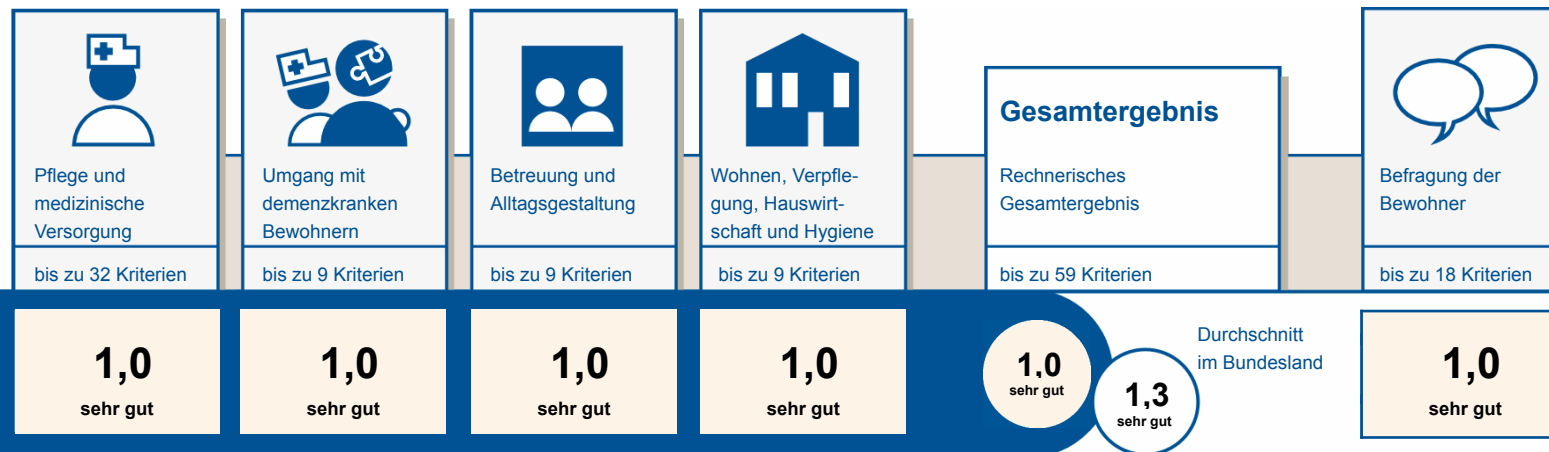 Pflege und
medizinische
Versorgung
bis zu 32 Kriterien
1,0
sehr gut
Umgang mit
demenzkranken
Bewohnern
bis zu 9 Kriterien
1,0
sehr gut
Betreuung und
Alltagsgestaltung
bis zu 9 Kriterien
1,0
sehr gut
Wohnen, Verpfle-
gung, Hauswirt-
schaft und Hygiene
bis zu 9 Kriterien
1,0
sehr gut
Gesamtergebnis
Rechnerisches
Gesamtergebnis
bis zu 59 Kriterien
1,0
sehr gut
1,3
sehr gut
Durchschnitt
im Bundesland
Befragung der
Bewohner
bis zu 18 Kriterien
1,0
sehr gut